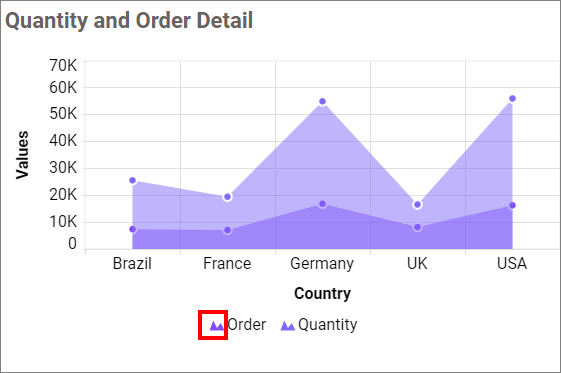 Quantity and Order Detail
70K
60K
50K
40K
30K
20K
10K
0
Values
Brazil France Germany UK USA
Country
Order Quantity